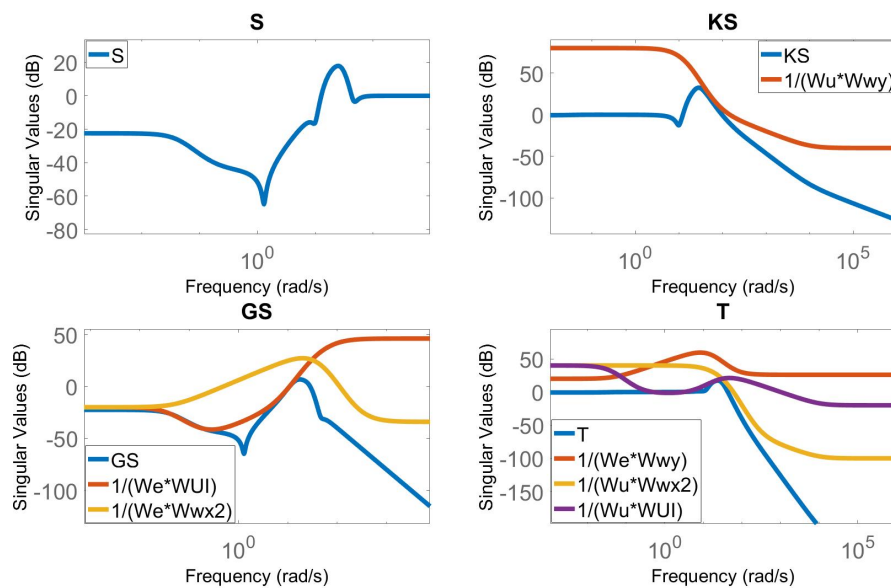 S
Singular Values (dB)
20
0
-20
-40
-60
-80
S
10^0
Frequency (rad/s)
KS
Singular Values (dB)
50
0
-50
-100
KS
1/(Wu*Wwy)
10^0
10^5
Frequency (rad/s)
GS
Singular Values (dB)
50
0
-50
-100
GS
1/(We*WUI)
1/(We*Wwx2)
10^0
Frequency (rad/s)
T
Singular Values (dB)
50
0
-50
-100
-150
T
1/(We*Wwy)
1/(Wu*Wwx2)
1/(Wu*WUI)
10^0
10^5
Frequency (rad/s)